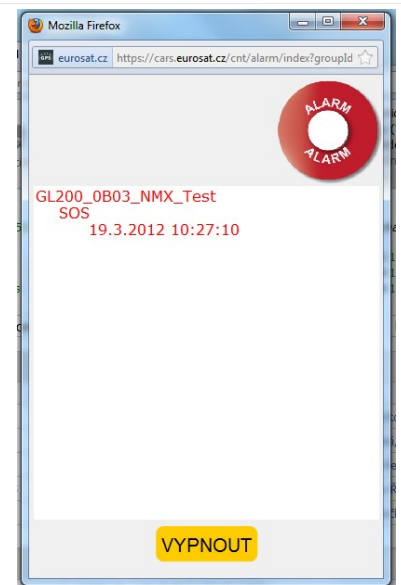 Mozilla Firefox
eurosat.cz https://cars.eurosat.cz/cnt/alarm/index?groupId
ALARM
ALARM
GL200_0B03_NMX_Test
SOS
19.3.2012 10:27:10
VYPNOUT